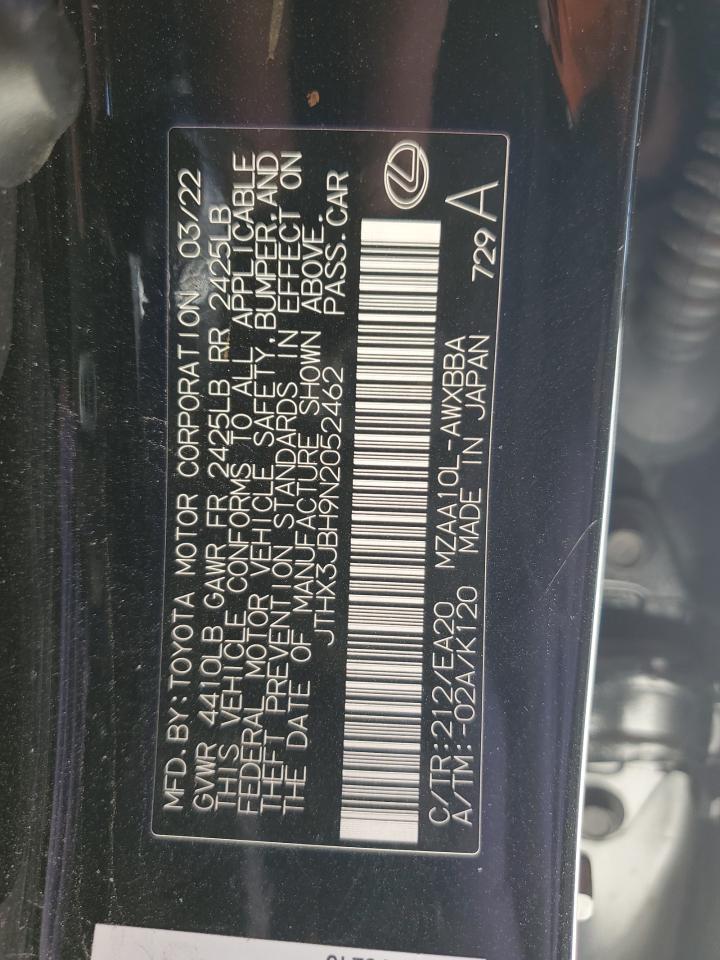 MFD.BY:TOYOTA MOTOR CORPORATION 03/22
GVWR 4410LB GAWR FR 2425LB RR 2425LB
THIS VEHICLE CONFORMS TO ALL APPLICABLE
FEDERAL MOTOR VEHICLE SAFETY,BUMPER,AND
THEFT PREVENTION STANDARDS IN EFFECT ON
THE DATE OF MANUFACTURE SHOWN ABOVE.
JTHX3JBH9N2052462 PASS.CAR
C/TR:212/EA20 MZAA10L-AWXBBA 729 A
A/TM:-02A/K120 MADE IN JAPAN